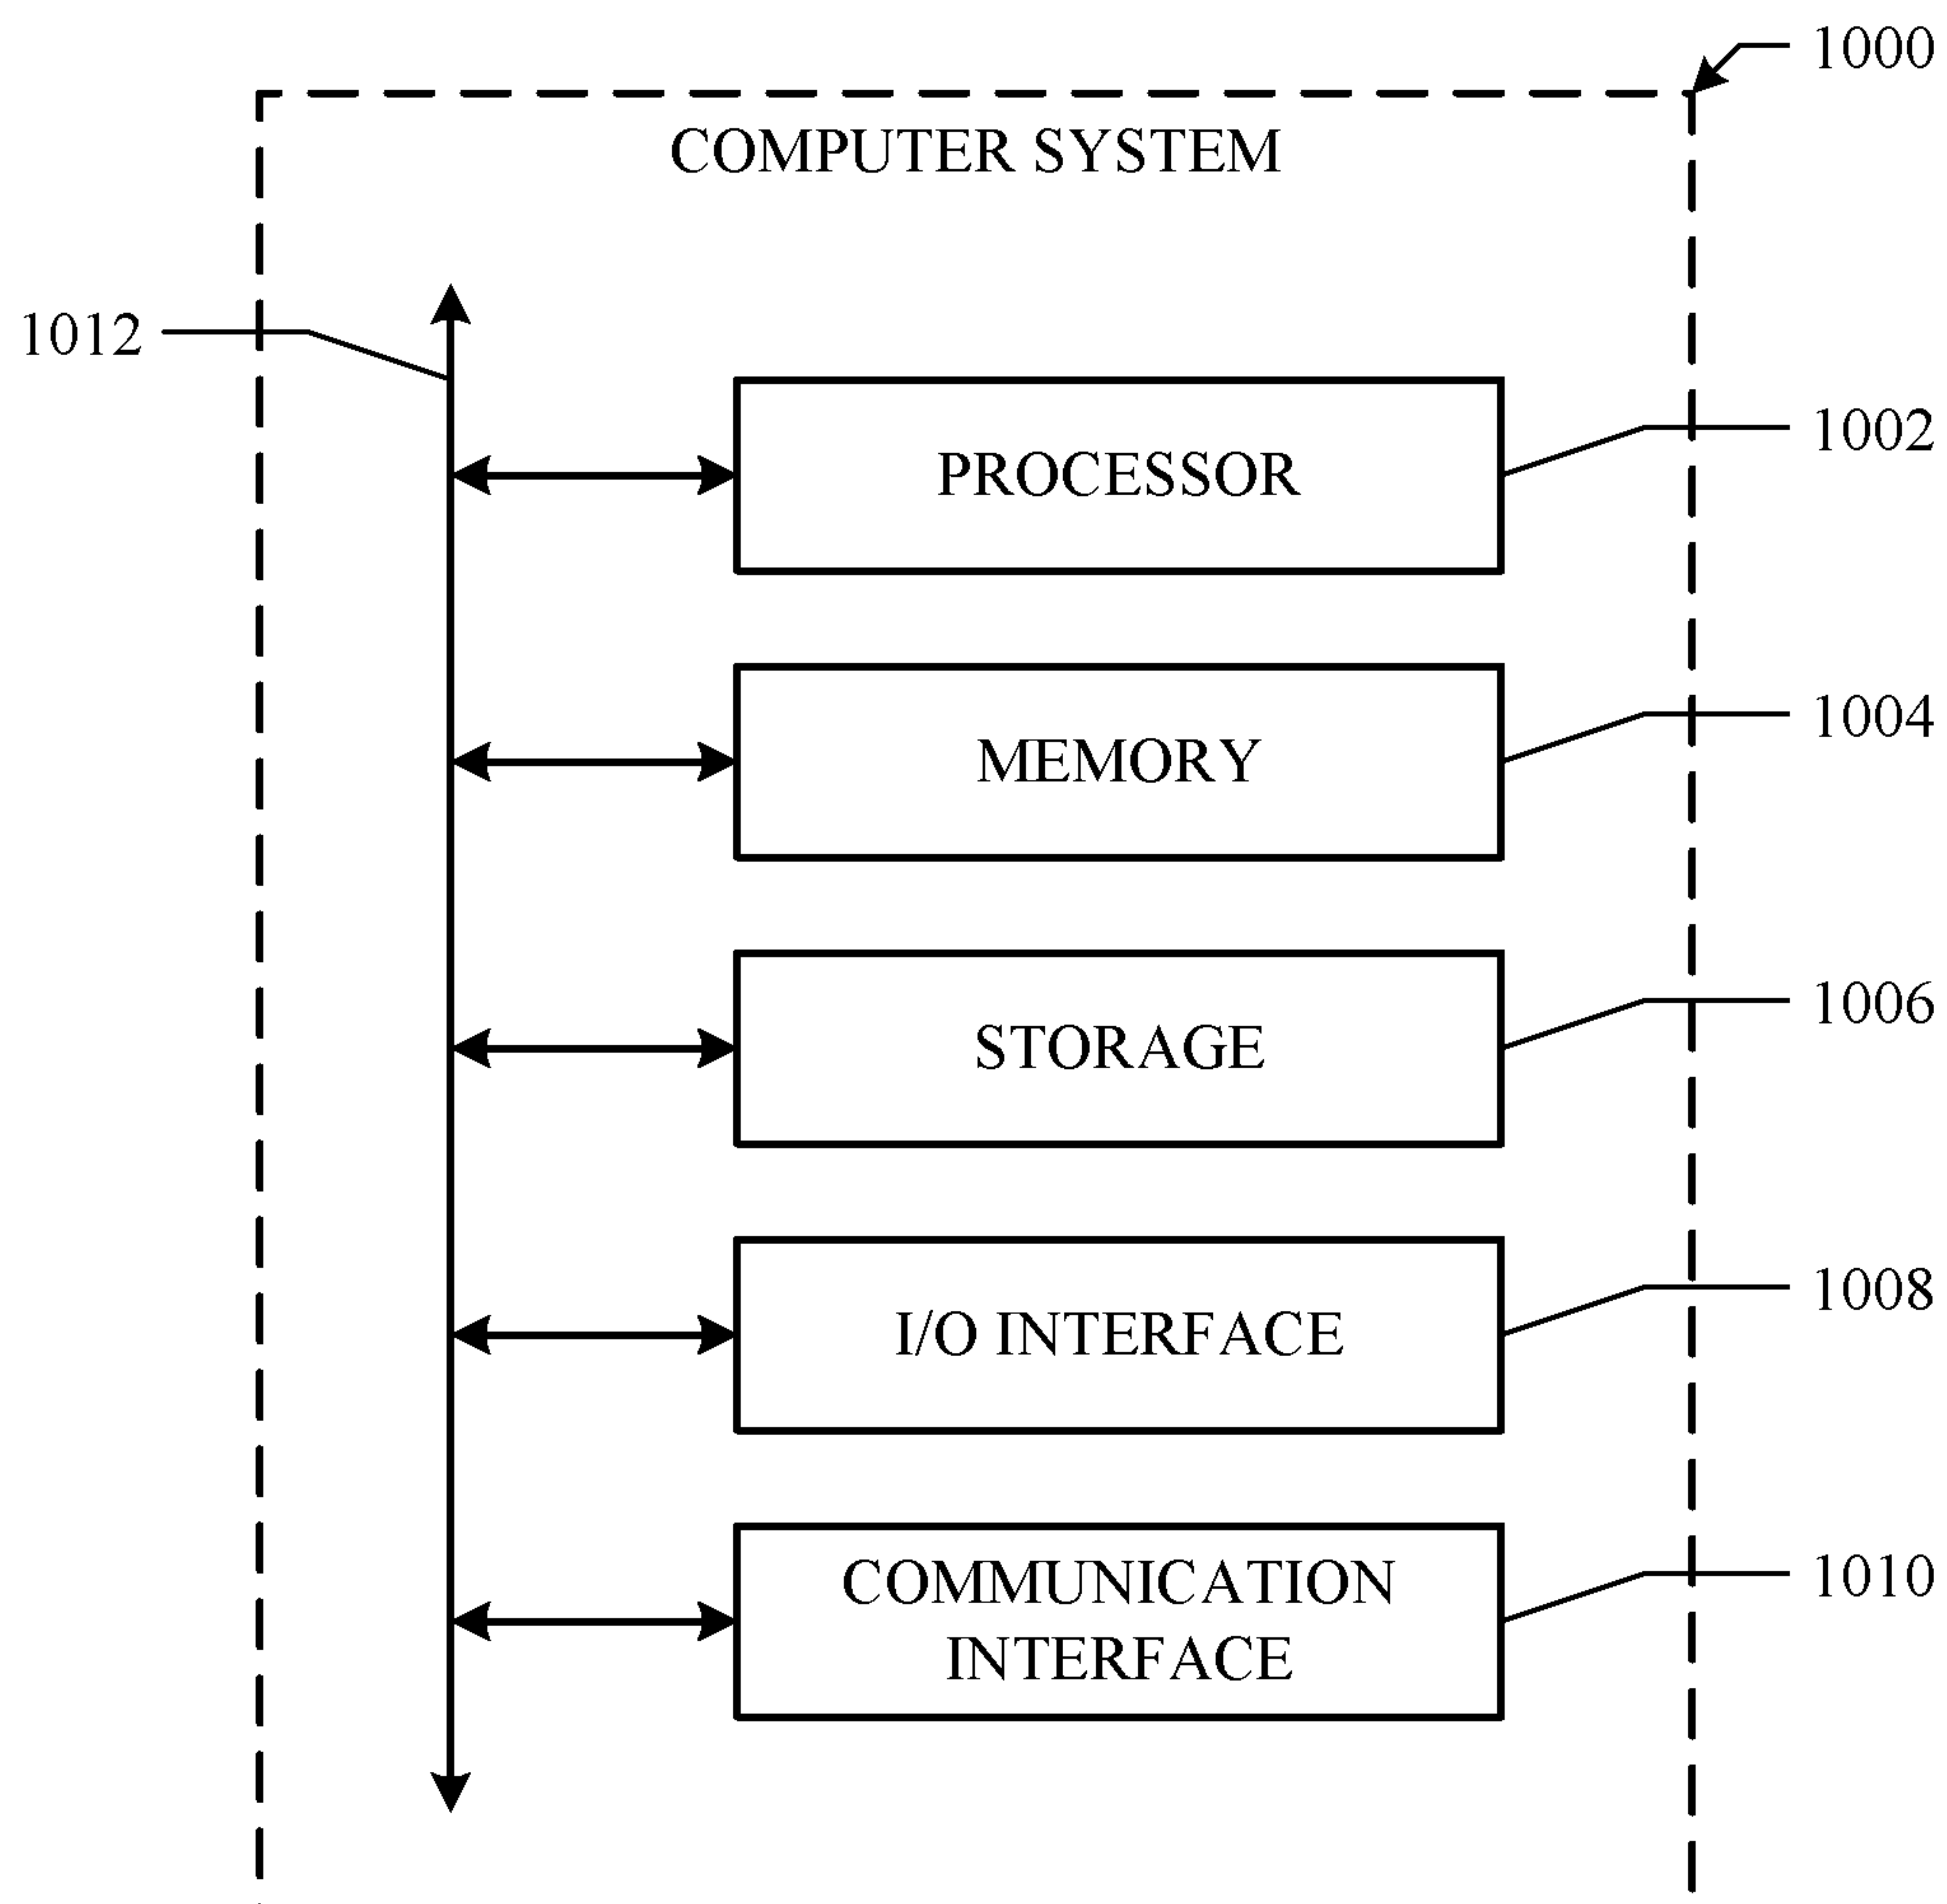 1000
COMPUTER SYSTEM
1012
PROCESSOR
1002
MEMORY
1004
STORAGE
1006
I/O INTERFACE
1008
COMMUNICATION
INTERFACE
1010